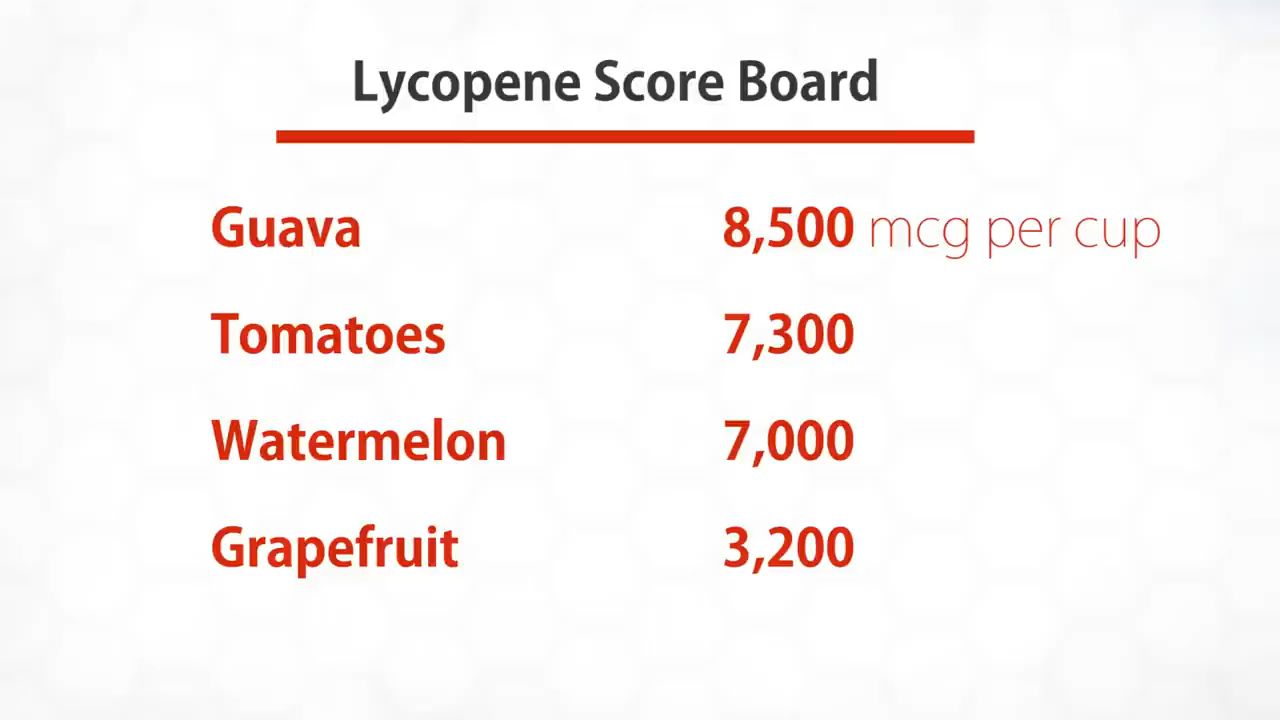 Lycopene Score Board
Guava 8,500 mcg per cup
Tomatoes 7,300
Watermelon 7,000
Grapefruit 3,200